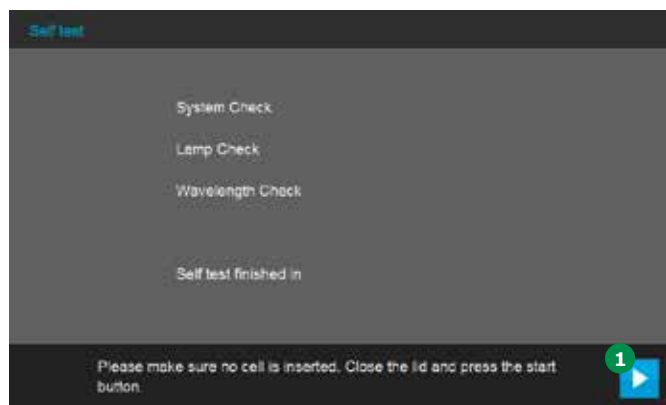 Self test
System Check
Lamp Check
Wavelength Check
Self test finished in
Please make sure no cell is inserted. Close the lid and press the start
button.
1